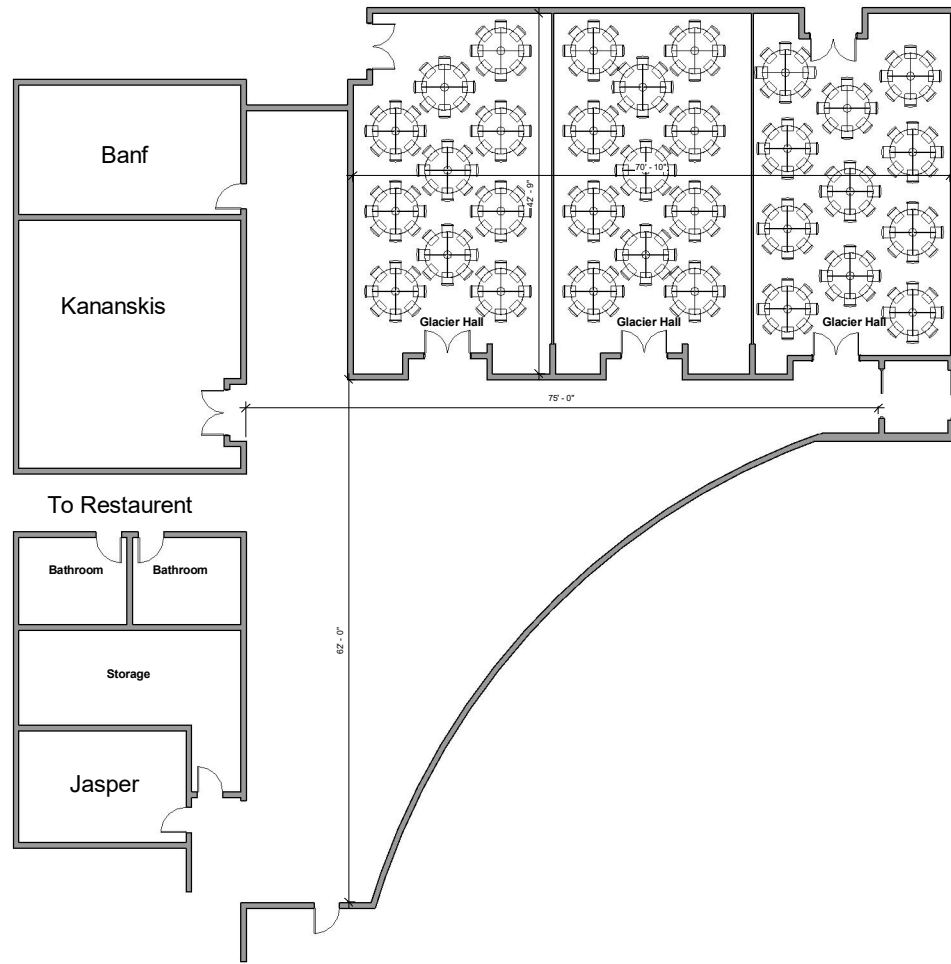 Banf
70' - 10"
42' - 9"
Kananskis
Glacier Hall
Glacier Hall
Glacier Hall
75' - 0"
To Restaurent
Bathroom
Bathroom
62' - 0"
Storage
Jasper